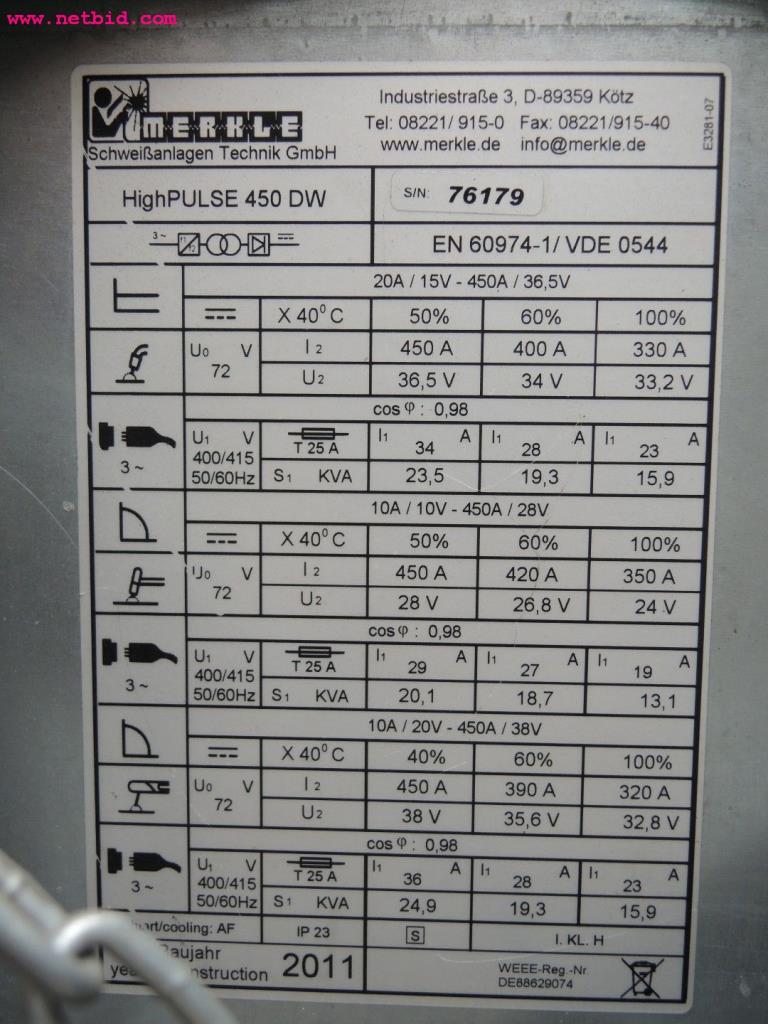 www.netbid.com
MERKLE
Schweißanlagen Technik GmbH
Industriestraße 3, D-89359 Kötz
Tel: 08221/ 915-0 Fax: 08221/915-40
www.merkle.de info@merkle.de
E3281-07
HighPULSE 450 DW
S/N: 76179
3~
EN 60974-1/ VDE 0544
20A / 15V - 450A / 36,5V
X 40⁰C 50% 60% 100%
U₀ V 72
I 2 450 A 400 A 330 A
U2 36,5 V 34 V 33,2 V
cos φ : 0,98
3 ~
U1 V 400/415 50/60Hz
T 25 A
I1 34 A I1 28 A I1 23 A
S1 KVA 23,5 19,3 15,9
10A / 10V - 450A / 28V
X 40⁰C 50% 60% 100%
U₀ V 72
I 2 450 A 420 A 350 A
U2 28 V 26,8 V 24 V
cos φ : 0,98
3 ~
U1 V 400/415 50/60Hz
T 25 A
I1 29 A I1 27 A I1 19 A
S1 KVA 20,1 18,7 13,1
10A / 20V - 450A / 38V
X 40⁰C 40% 60% 100%
U₀ V 72
I 2 450 A 390 A 320 A
U2 38 V 35,6 V 32,8 V
cos φ : 0,98
3 ~
U1 V 400/415 50/60Hz
T 25 A
I1 36 A I1 28 A I1 23 A
S1 KVA 24,9 19,3 15,9
/cooling: AF IP 23 S I. KL. H
Baujahr
construction 2011
WEEE-Reg.-Nr.
DE88629074